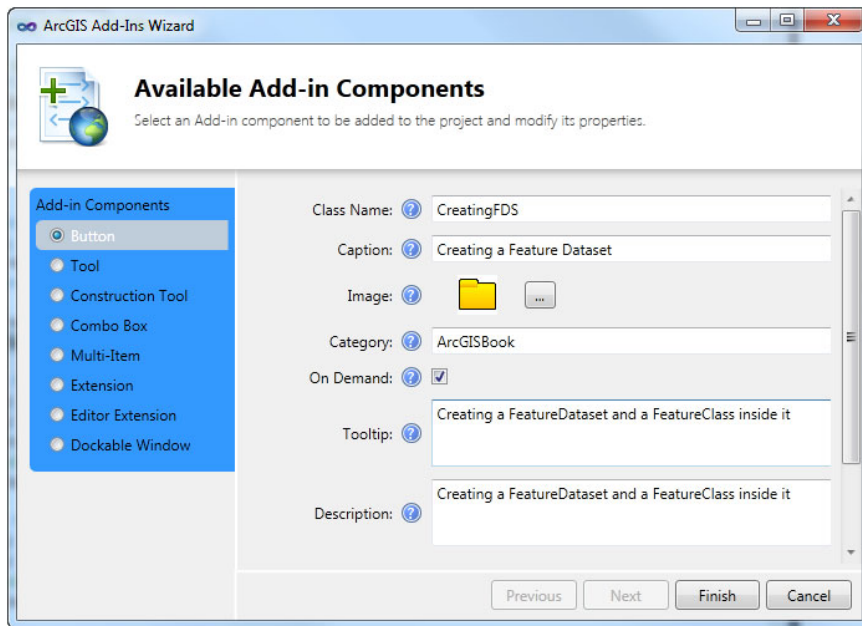 ArcGIS Add-Ins Wizard
Available Add-in Components
Select an Add-in component to be added to the project and modify its properties.
Add-in Components
Button
Tool
Construction Tool
Combo Box
Multi-Item
Extension
Editor Extension
Dockable Window
Class Name: CreatingFDS
Caption: Creating a Feature Dataset
Image: ...
Category: ArcGISBook
On Demand:
Tooltip: Creating a FeatureDataset and a FeatureClass inside it
Description: Creating a FeatureDataset and a FeatureClass inside it
Previous Next Finish Cancel